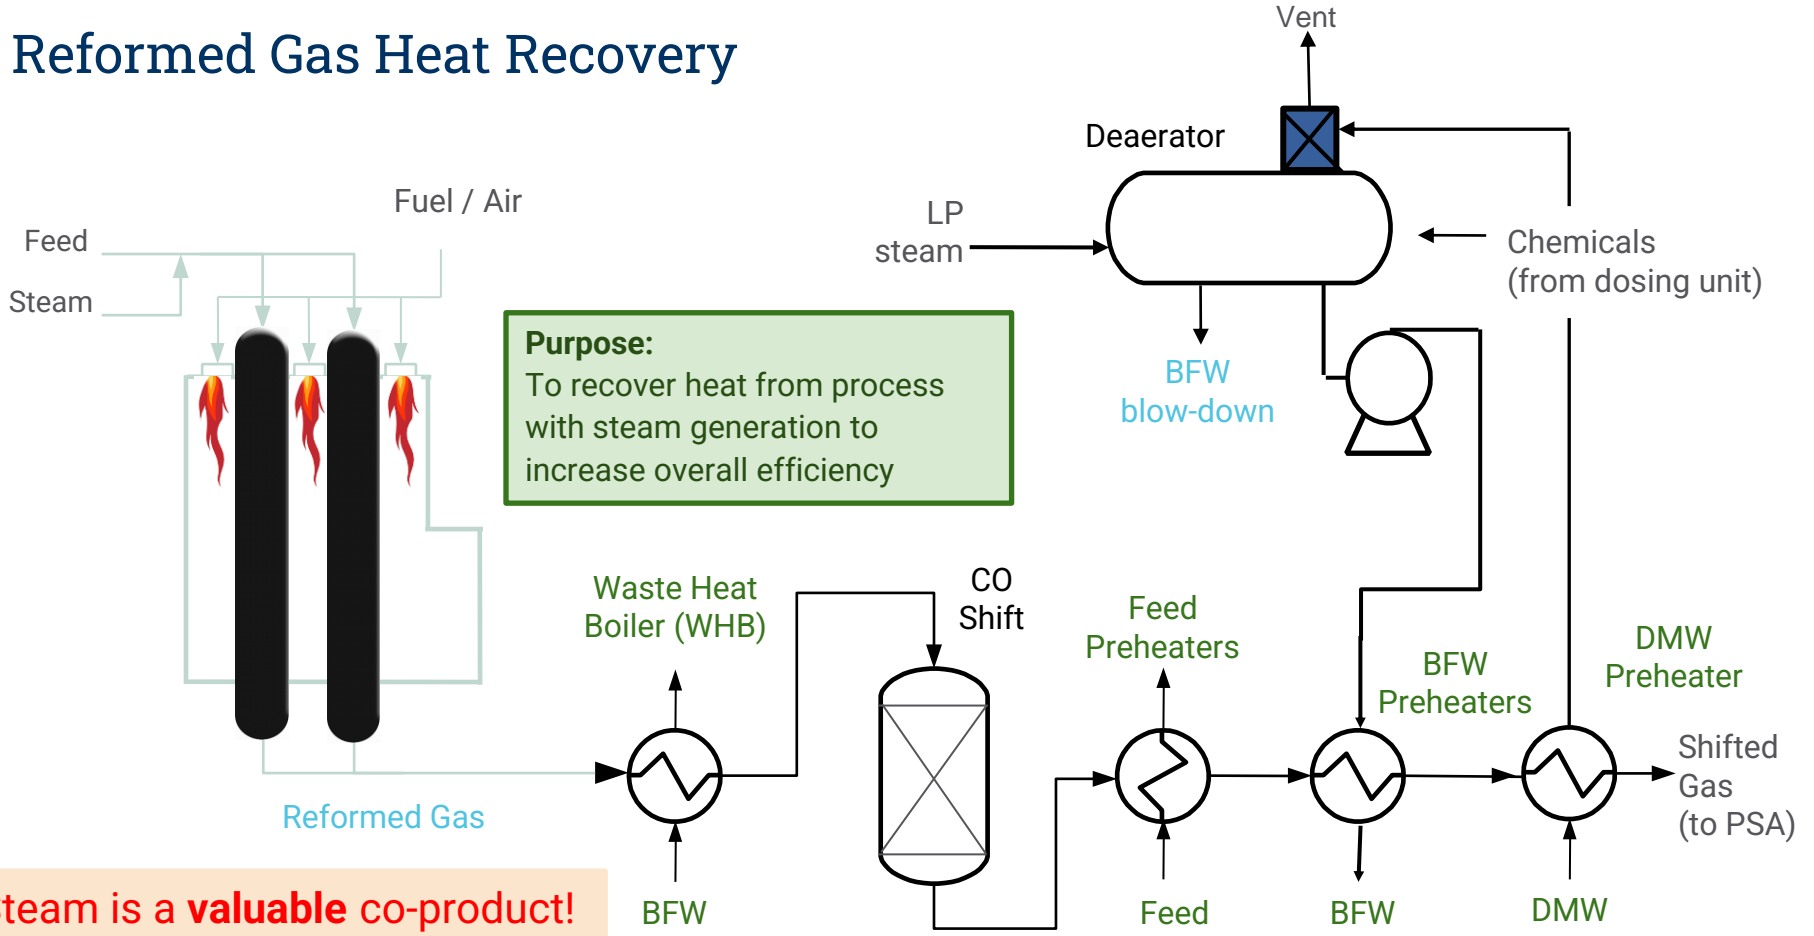 Reformed Gas Heat Recovery
Vent
Deaerator
Fuel / Air
LP
steam
Feed
Steam
Chemicals
(from dosing unit)
Purpose:
To recover heat from process
with steam generation to
increase overall efficiency
BFW
blow-down
Waste Heat
Boiler (WHB)
CO
Shift
Feed
Preheaters
BFW
Preheaters
DMW
Preheater
Shifted
Gas
(to PSA)
Reformed Gas
Steam is a valuable co-product!
BFW
Feed
BFW
DMW